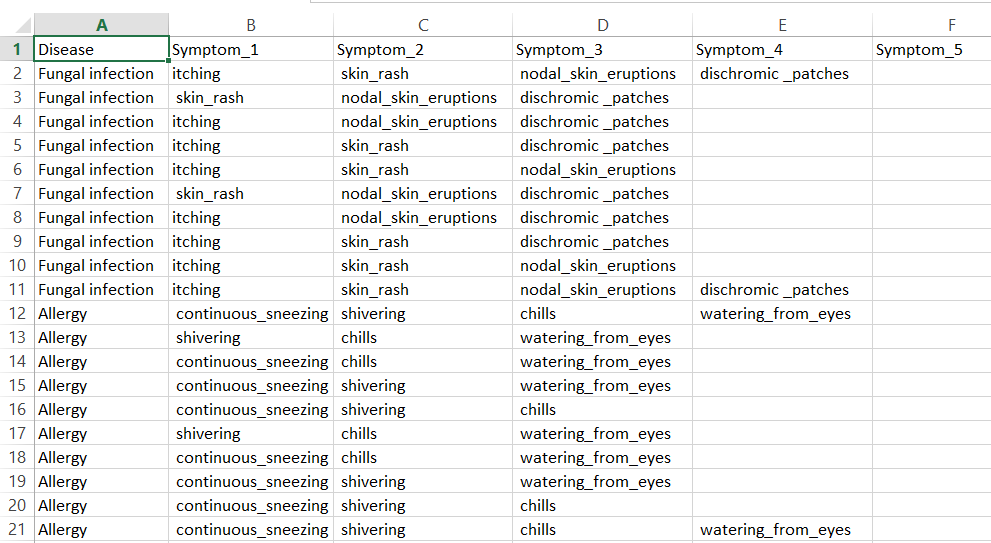 A B C D E F
1 Disease Symptom_1 Symptom_2 Symptom_3 Symptom_4 Symptom_5
2 Fungal infection itching skin_rash nodal_skin_eruptions dischromic _patches
3 Fungal infection skin_rash nodal_skin_eruptions dischromic _patches
4 Fungal infection itching nodal_skin_eruptions dischromic _patches
5 Fungal infection itching skin_rash dischromic _patches
6 Fungal infection itching skin_rash nodal_skin_eruptions
7 Fungal infection skin_rash nodal_skin_eruptions dischromic _patches
8 Fungal infection itching nodal_skin_eruptions dischromic _patches
9 Fungal infection itching skin_rash dischromic _patches
10 Fungal infection itching skin_rash nodal_skin_eruptions
11 Fungal infection itching skin_rash nodal_skin_eruptions dischromic _patches
12 Allergy continuous_sneezing shivering chills watering_from_eyes
13 Allergy shivering chills watering_from_eyes
14 Allergy continuous_sneezing chills watering_from_eyes
15 Allergy continuous_sneezing shivering watering_from_eyes
16 Allergy continuous_sneezing shivering chills
17 Allergy shivering chills watering_from_eyes
18 Allergy continuous_sneezing chills watering_from_eyes
19 Allergy continuous_sneezing shivering watering_from_eyes
20 Allergy continuous_sneezing shivering chills
21 Allergy continuous_sneezing shivering chills watering_from_eyes